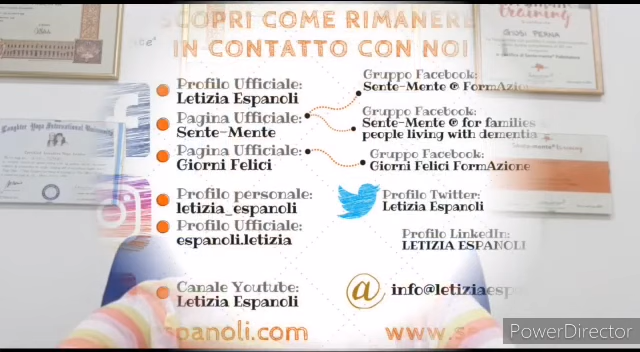 SCOPRI COME RIMANERE
IN CONTATTO CON NOI
Profilo Ufficiale:
Letizia Espanoli
Pagina Ufficiale:
Sente-Mente
Pagina Ufficiale:
Giorni Felici
Profilo personale:
letizia_espanoli
Profilo Ufficiale:
espanoli.letizia
Canale Youtube:
Letizia Espanoli
Gruppo Facebook:
Sente-Mente @ FormAzione
Gruppo Facebook:
Sente-Mente @ for families
people living with dementia
Gruppo Facebook:
Giorni Felici FormAzione
Profilo Twitter:
Letizia Espanoli
Profilo LinkedIn:
LETIZIA ESPANOLI
@ info@letiziaesp
spanoli.com
www.s
training
GIUSI PERNA
PowerDirector